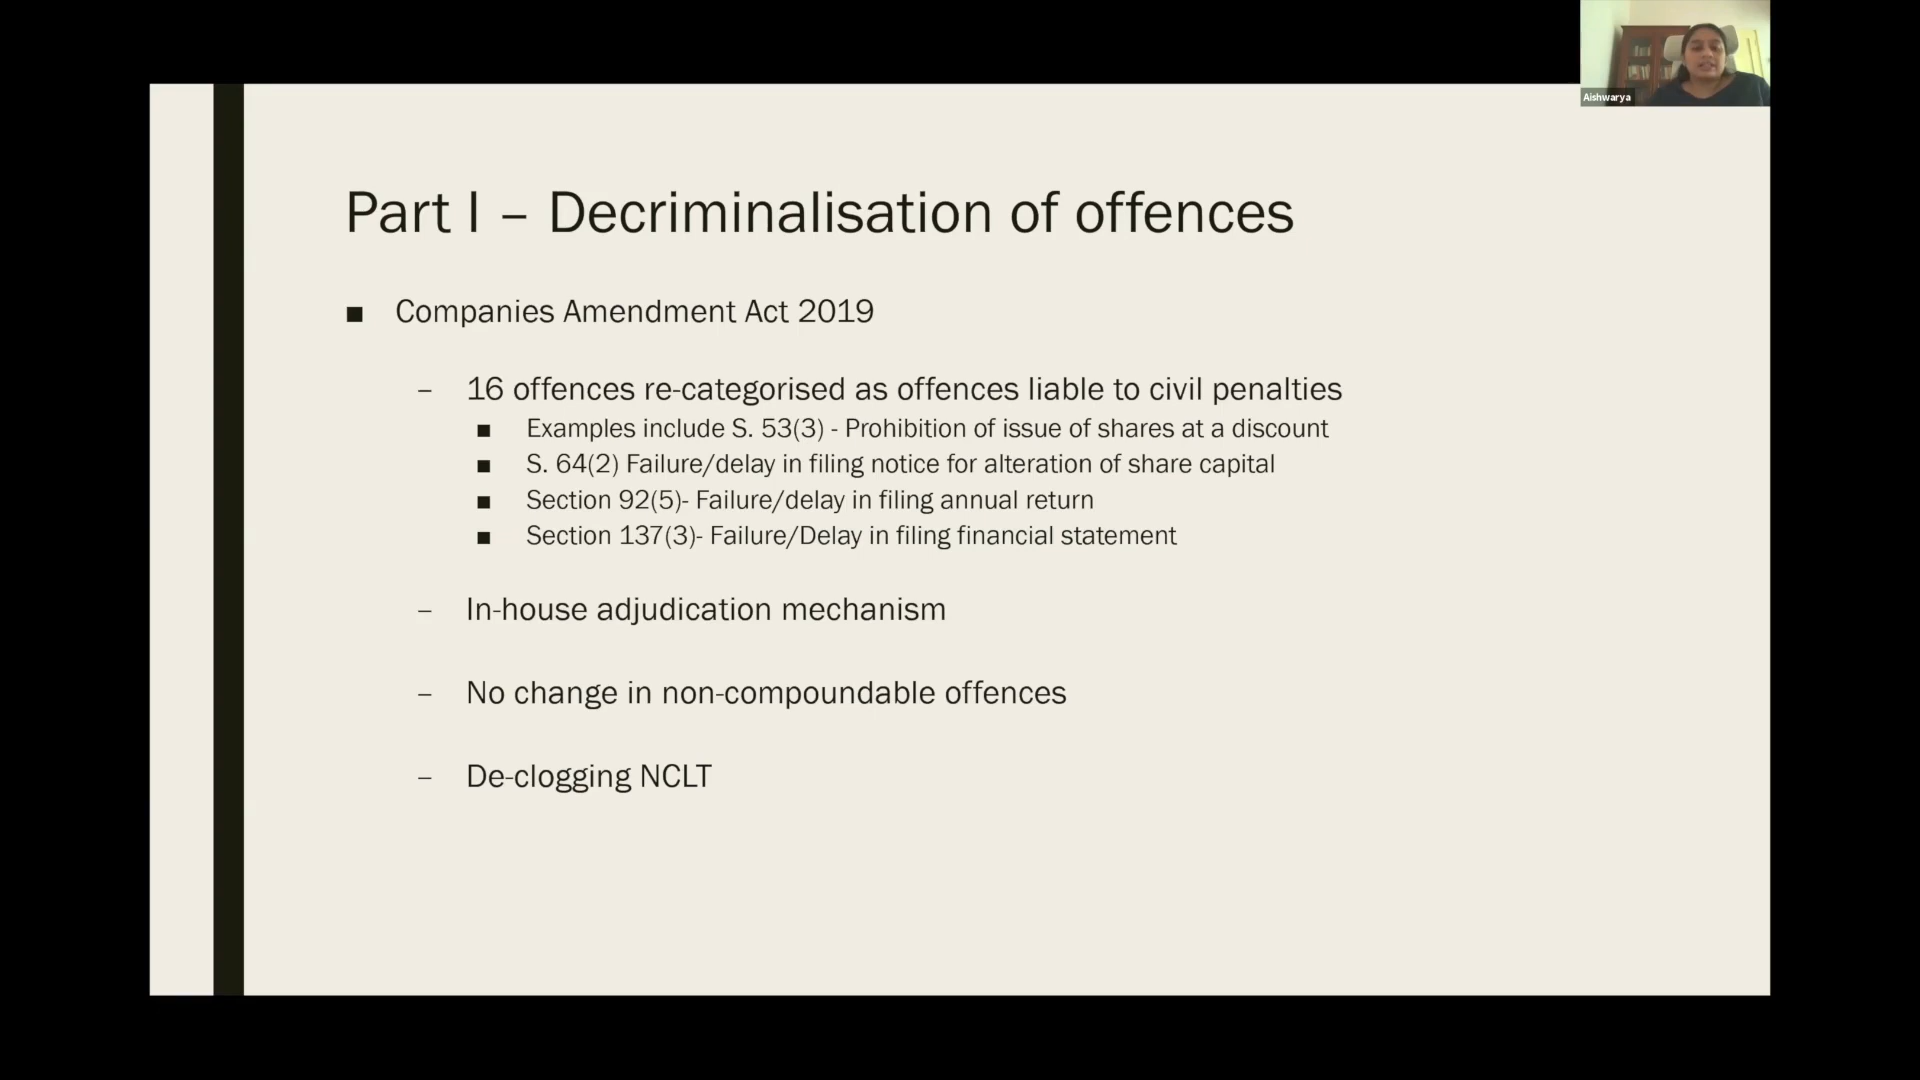 Aishwarya
Part I – Decriminalisation of offences
■ Companies Amendment Act 2019
– 16 offences re-categorised as offences liable to civil penalties
■ Examples include S. 53(3) - Prohibition of issue of shares at a discount
■ S. 64(2) Failure/delay in filing notice for alteration of share capital
■ Section 92(5)- Failure/delay in filing annual return
■ Section 137(3)- Failure/Delay in filing financial statement
– In-house adjudication mechanism
– No change in non-compoundable offences
– De-clogging NCLT